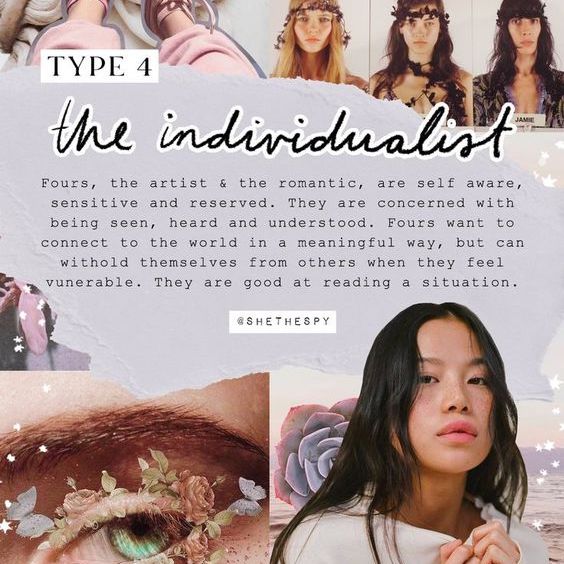 JAMIE
TYPE 4
the individualist
Fours, the artist & the romantic, are self aware,
sensitive and reserved. They are concerned with
being seen, heard and understood. Fours want to
connect to the world in a meaningful way, but can
withold themselves from others when they feel
vunerable. They are good at reading a situation.
@SHETHESPY